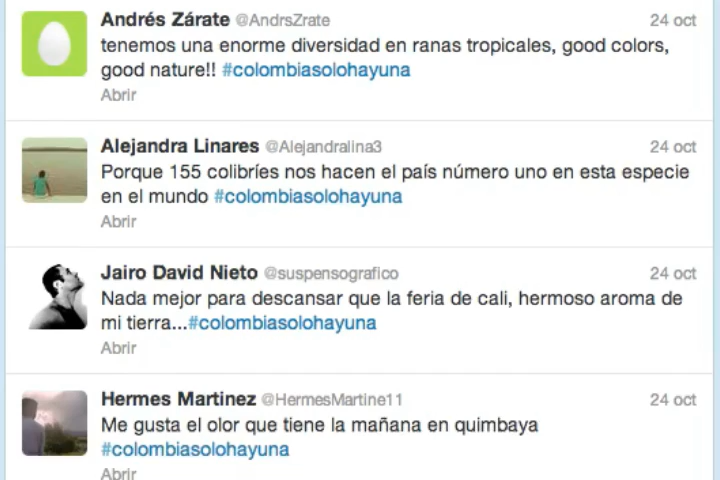 Andrés Zárate @AndrsZrate 24 oct
tenemos una enorme diversidad en ranas tropicales, good colors,
good nature!! #colombiasolohayuna
Abrir
Alejandra Linares @Alejandralina3 24 oct
Porque 155 colibríes nos hacen el país número uno en esta especie
en el mundo #colombiasolohayuna
Abrir
Jairo David Nieto @suspensografico 24 oct
Nada mejor para descansar que la feria de cali, hermoso aroma de
mi tierra...#colombiasolohayuna
Abrir
Hermes Martinez @HermesMartine11 24 oct
Me gusta el olor que tiene la mañana en quimbaya
#colombiasolohayuna
Abrir